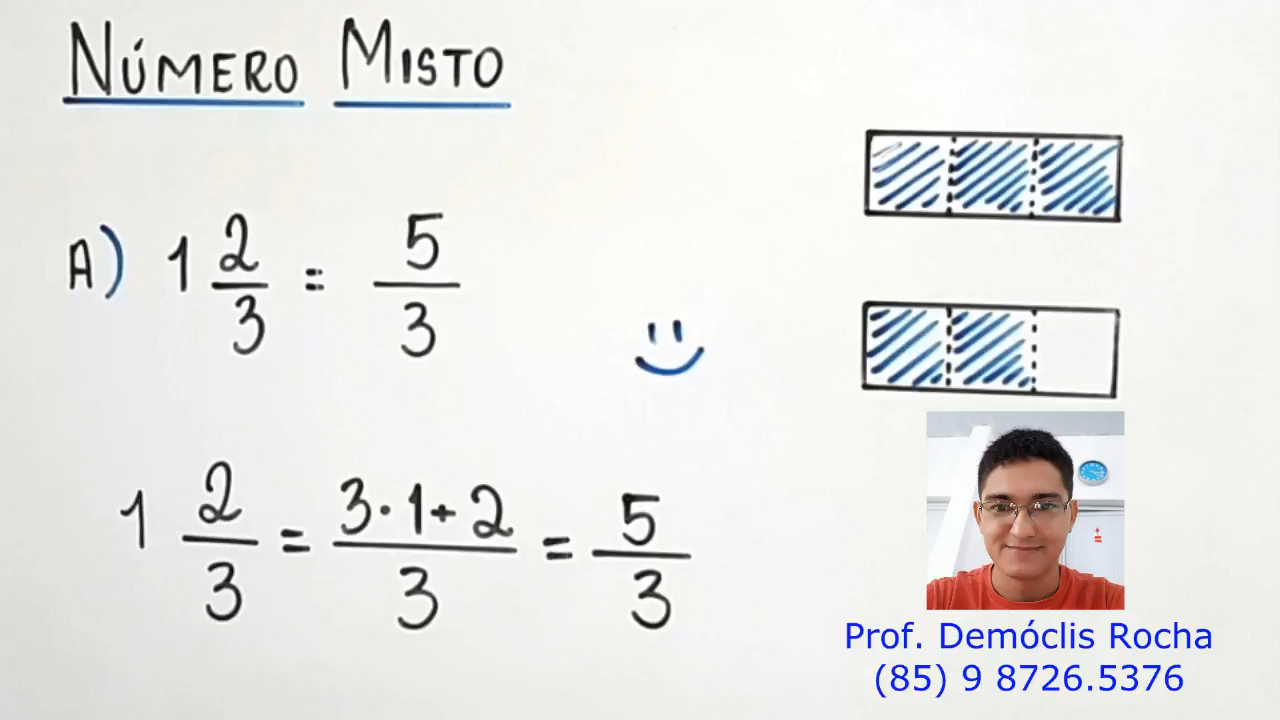 NÚMERO MISTO
A) 1 2/3 = 5/3
1 2/3 = 3·1+2/3 = 5/3
Prof. Demóclis Rocha
(85) 9 8726.5376